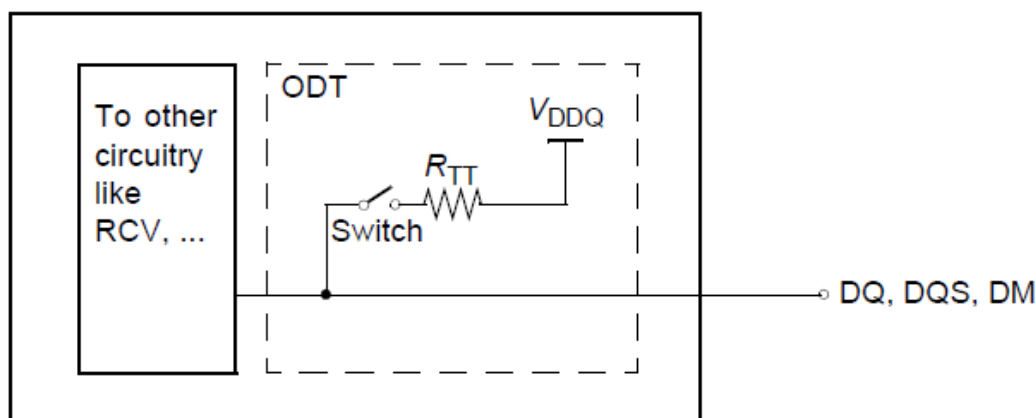 ODT
To other
circuitry
like
RCV, ...
VDDQ
RTT
Switch
DQ, DQS, DM